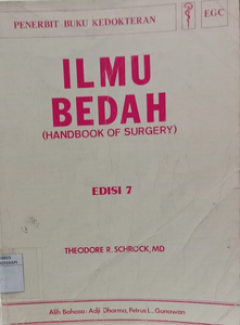 PENERBIT BUKU KEDOKTERAN
EGC
ILMU
BEDAH
(HANDBOOK OF SURGERY)
EDISI 7
THEODORE R. SCHROCK, MD
Alih Bahasa: Adji Dharma, Petrus L., Gunawan